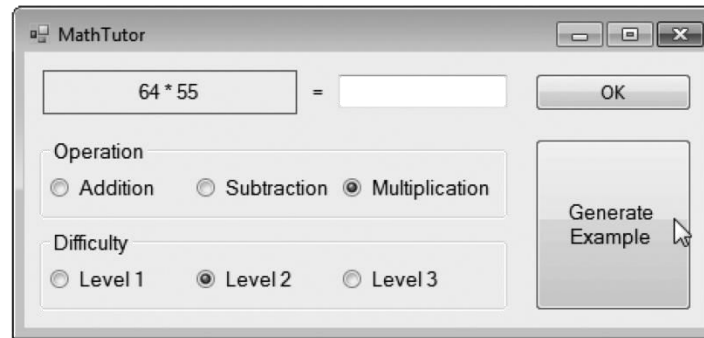 MathTutor
64 * 55 = OK
Operation
Addition Subtraction Multiplication
Generate
Example
Difficulty
Level 1 Level 2 Level 3